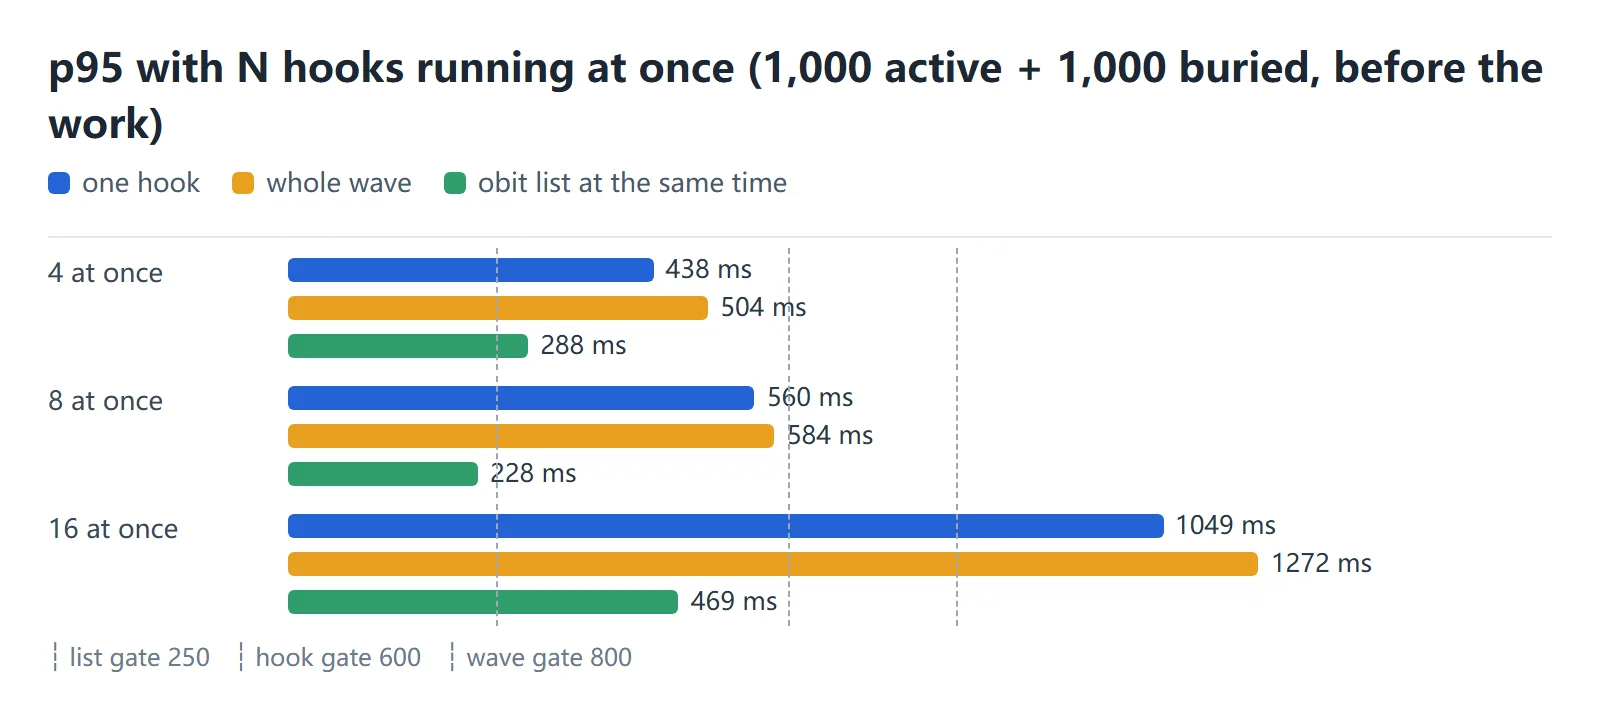 p95 with N hooks running at once (1,000 active + 1,000 buried, before the
work)
one hook whole wave obit list at the same time
4 at once
438 ms
504 ms
288 ms
8 at once
560 ms
584 ms
228 ms
16 at once
1049 ms
1272 ms
469 ms
list gate 250 hook gate 600 wave gate 800